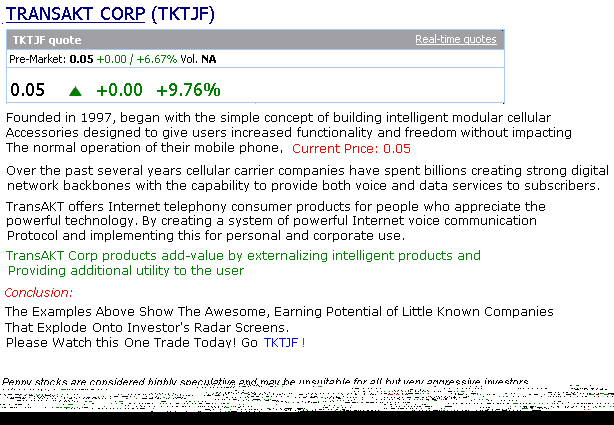 TRANSAKT CORP (TKTJF)
TKTJF quote Real-time quotes
Pre-Market: 0.05 +0.00 / +6.67% Vol. NA
0.05 ▲ +0.00 +9.76%
Founded in 1997, began with the simple concept of building intelligent modular cellular
Accessories designed to give users increased functionality and freedom without impacting
The normal operation of their mobile phone. Current Price: 0.05
Over the past several years cellular carrier companies have spent billions creating strong digital
network backbones with the capability to provide both voice and data services to subscribers.
TransAKT offers Internet telephony consumer products for people who appreciate the
powerful technology. By creating a system of powerful Internet voice communication
Protocol and implementing this for personal and corporate use.
TransAKT Corp products add-value by externalizing intelligent products and
Providing additional utility to the user
Conclusion:
The Examples Above Show The Awesome, Earning Potential of Little Known Companies
That Explode Onto Investor's Radar Screens.
Please Watch this One Trade Today! Go TKTJF !
Penny stocks are considered highly speculative and may be unsuitable for all but very aggressive investors